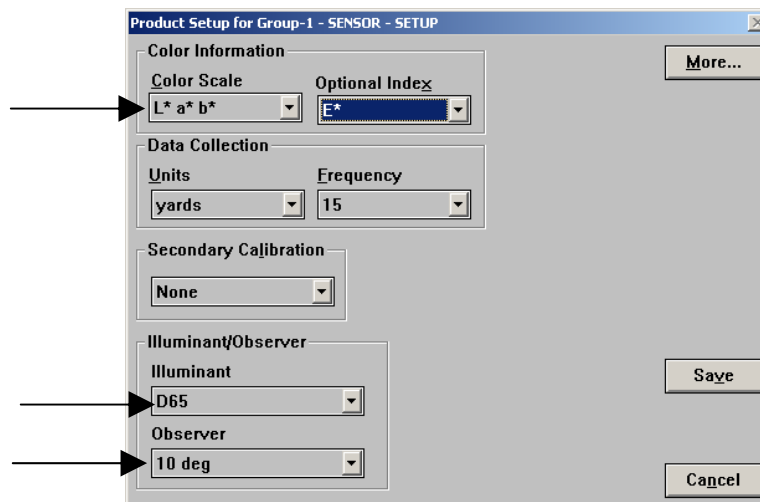 Product Setup for Group-1 - SENSOR - SETUP
Color Information
More...
Color Scale
Optional Index
L* a* b*
E*
Data Collection
Units
Frequency
yards
15
Secondary Calibration
None
Illuminant/Observer
Illuminant
Save
D65
Observer
10 deg
Cancel